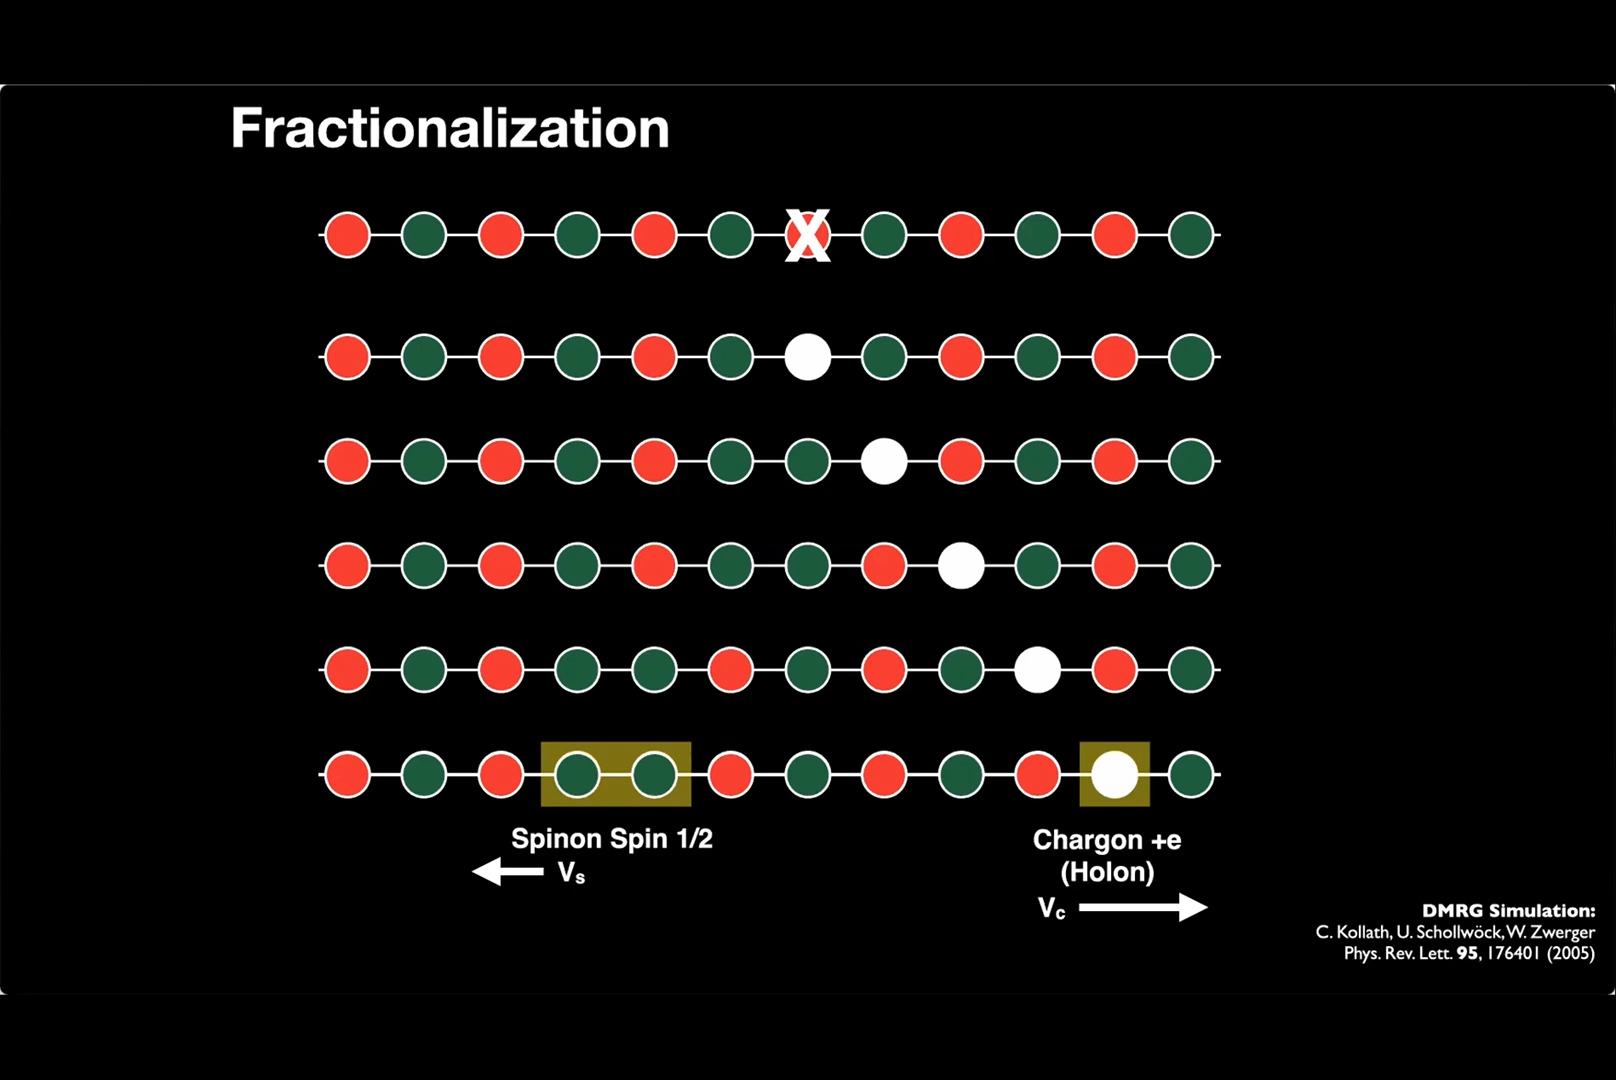 Fractionalization
X
Spinon Spin 1/2
Vs
Chargon +e
(Holon)
Vc
DMRG Simulation:
C. Kollath, U. Schollwöck, W. Zwerger
Phys. Rev. Lett. 95, 176401 (2005)